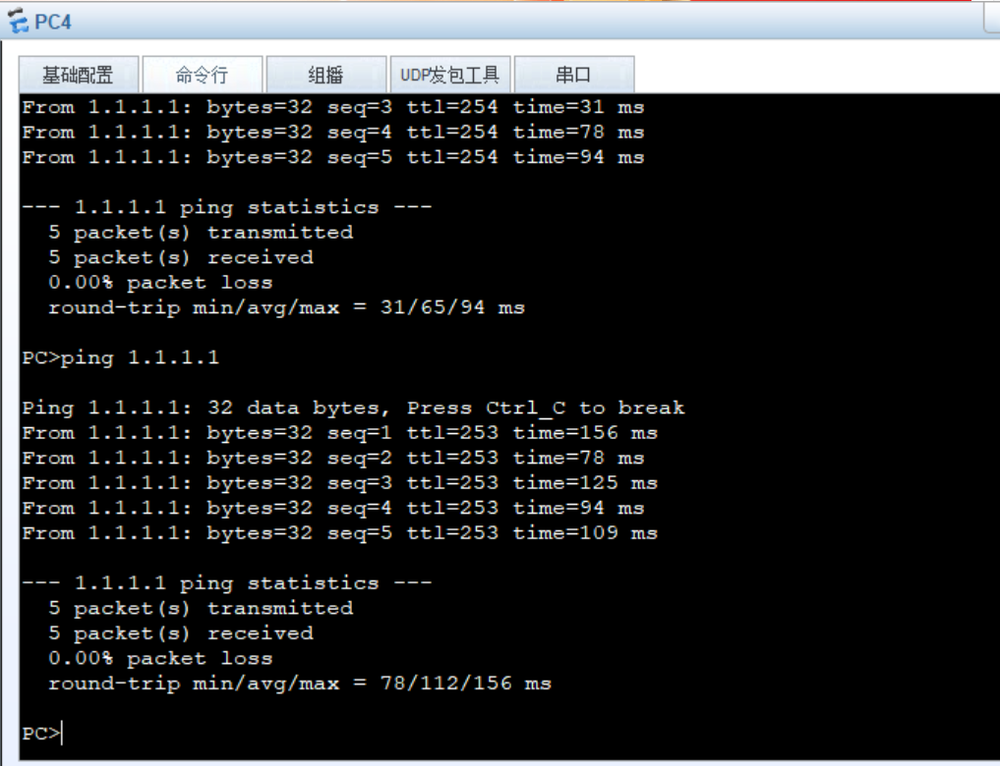 PC4
基础配置 命令行 组播 UDP发包工具 串口
From 1.1.1.1: bytes=32 seq=3 ttl=254 time=31 ms
From 1.1.1.1: bytes=32 seq=4 ttl=254 time=78 ms
From 1.1.1.1: bytes=32 seq=5 ttl=254 time=94 ms
--- 1.1.1.1 ping statistics ---
5 packet(s) transmitted
5 packet(s) received
0.00% packet loss
round-trip min/avg/max = 31/65/94 ms
PC>ping 1.1.1.1
Ping 1.1.1.1: 32 data bytes, Press Ctrl_C to break
From 1.1.1.1: bytes=32 seq=1 ttl=253 time=156 ms
From 1.1.1.1: bytes=32 seq=2 ttl=253 time=78 ms
From 1.1.1.1: bytes=32 seq=3 ttl=253 time=125 ms
From 1.1.1.1: bytes=32 seq=4 ttl=253 time=94 ms
From 1.1.1.1: bytes=32 seq=5 ttl=253 time=109 ms
--- 1.1.1.1 ping statistics ---
5 packet(s) transmitted
5 packet(s) received
0.00% packet loss
round-trip min/avg/max = 78/112/156 ms
PC>